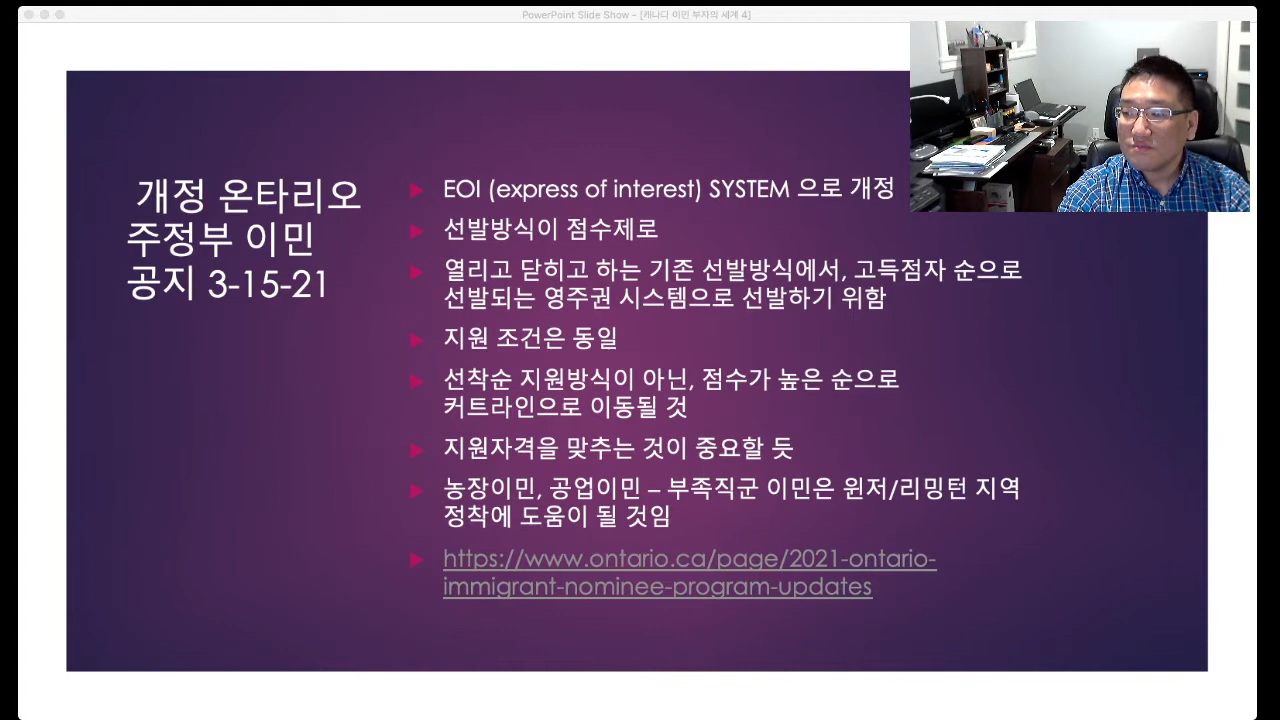 PowerPoint Slide Show - [캐나다 이민 부자의 세계 4]
개정 온타리오
주정부 이민
공지 3-15-21
EOI (express of interest) SYSTEM 으로 개정
선발방식이 점수제로
열리고 닫히고 하는 기존 선발방식에서, 고득점자 순으로
선발되는 영주권 시스템으로 선발하기 위함
지원 조건은 동일
선착순 지원방식이 아닌, 점수가 높은 순으로
커트라인으로 이동될 것
지원자격을 맞추는 것이 중요할 듯
농장이민, 공업이민 – 부족직군 이민은 윈저/리밍턴 지역
정착에 도움이 될 것임
https://www.ontario.ca/page/2021-ontario-
immigrant-nominee-program-updates